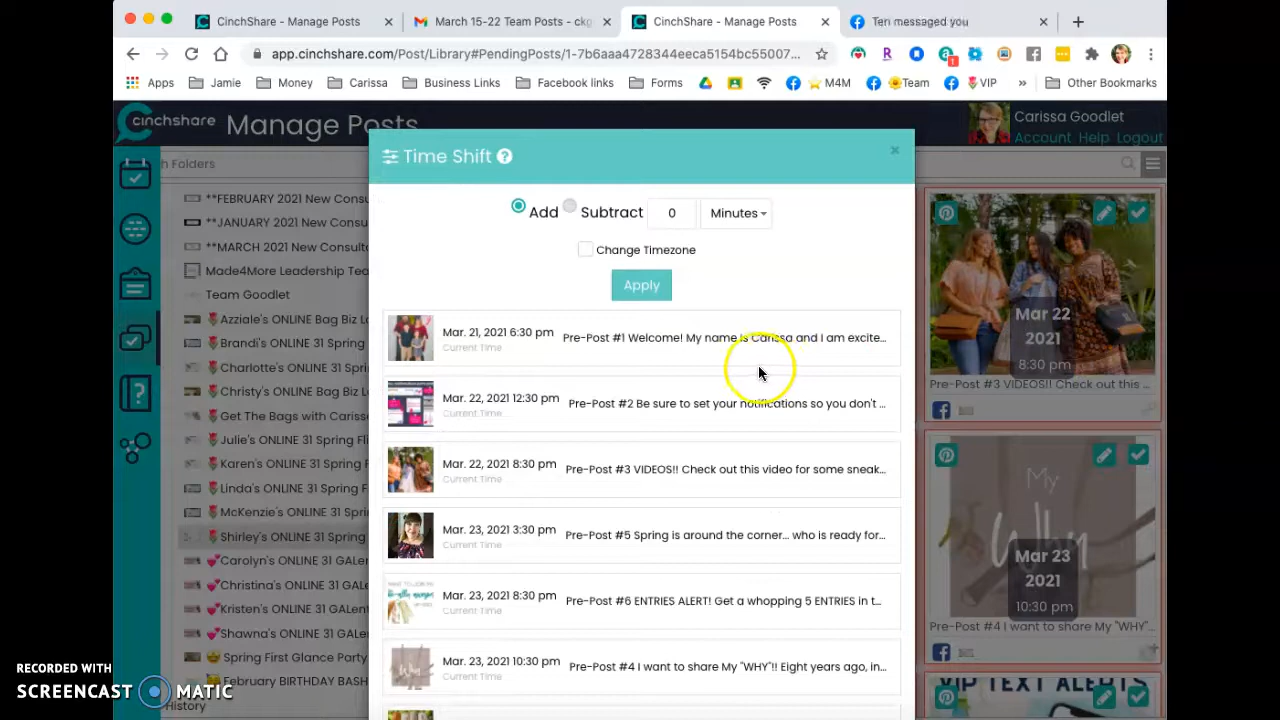 CinchShare - Manage Posts
March 15-22 Team Posts - ckg
CinchShare - Manage Posts
Teri messaged you
app.cinchshare.com/Post/Library#PendingPosts/1-7b6aaa4728344eeca5154bc55007...
Apps Jamie Money Carissa Business Links Facebook links Forms M4M Team VIP » Other Bookmarks
cinchshare Manage Posts
Carissa Goodlet
Account Help Logout
h Folders
**FEBRUARY 2021 New Consu
**JANUARY 2021 New Consult
**MARCH 2021 New Consulta
Made4More Leadership Tea
Team Goodlet
Azziale's ONLINE Bag Biz L
Brandi's ONLINE Bag Biz Lo
Charlotte's ONLINE Bag Biz
Christy's ONLINE Bag Biz L
Get The Bags with Cariss
Julie's ONLINE 31 Spring Fli
Karen's ONLINE 31 Spring
Linda's ONLINE 31 Spring
McKenzie's ONLINE 31 Spri
Shirley's ONLINE 31 Spring
Carolyn's ONLINE 31 GALe
Christina's ONLINE 31 GAL
Kristen's ONLINE 31 GALen
Shawna's ONLINE 31 GALe
Spring First Glance Party
February BIRTHDAY BASH
History
Time Shift ?
×
Add Subtract 0 Minutes
Change Timezone
Apply
Mar. 21, 2021 6:30 pm
Current Time
Pre-Post #1 Welcome! My name is Carissa and I am excite...
Mar. 22, 2021 12:30 pm
Current Time
Pre-Post #2 Be sure to set your notifications so you don't ...
Mar. 22, 2021 8:30 pm
Current Time
Pre-Post #3 VIDEOS!! Check out this video for some sneak...
Mar. 23, 2021 3:30 pm
Current Time
Pre-Post #5 Spring is around the corner... who is ready for...
Mar. 23, 2021 8:30 pm
Current Time
Pre-Post #6 ENTRIES ALERT! Get a whopping 5 ENTRIES in t...
Mar. 23, 2021 10:30 pm
Current Time
Pre-Post #4 I want to share My "WHY"!! Eight years ago, in...
Mar 22
2021
8:30 pm
Pre-Post #3 VIDEOS!! Check out this ...
My
Why
Mar 23
2021
10:30 pm
Pre-Post #4 I want to share My "WHY"...
VIP TEXT ALERTS
RECORDED WITH
SCREENCAST MATIC